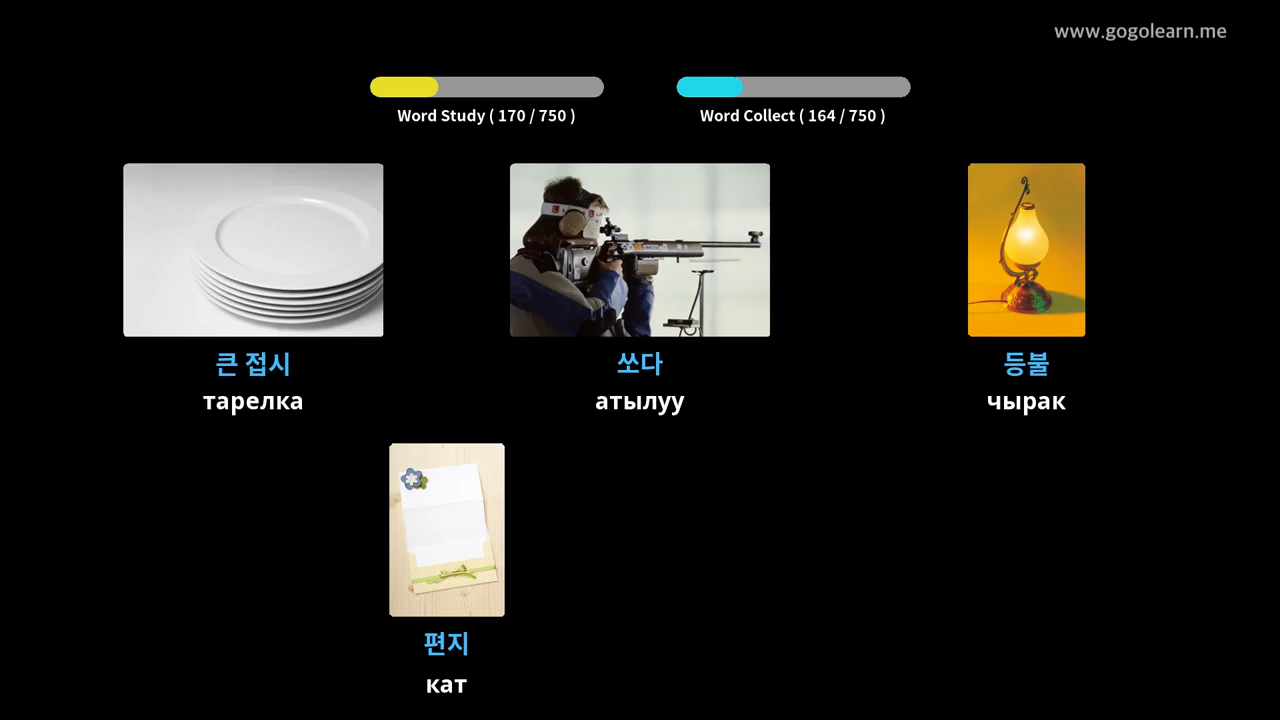 www.gogolearn.me
Word Study ( 170 / 750 )
Word Collect ( 164 / 750 )
큰 접시
тарелка
쏘다
атылуу
등불
чырак
편지
кат